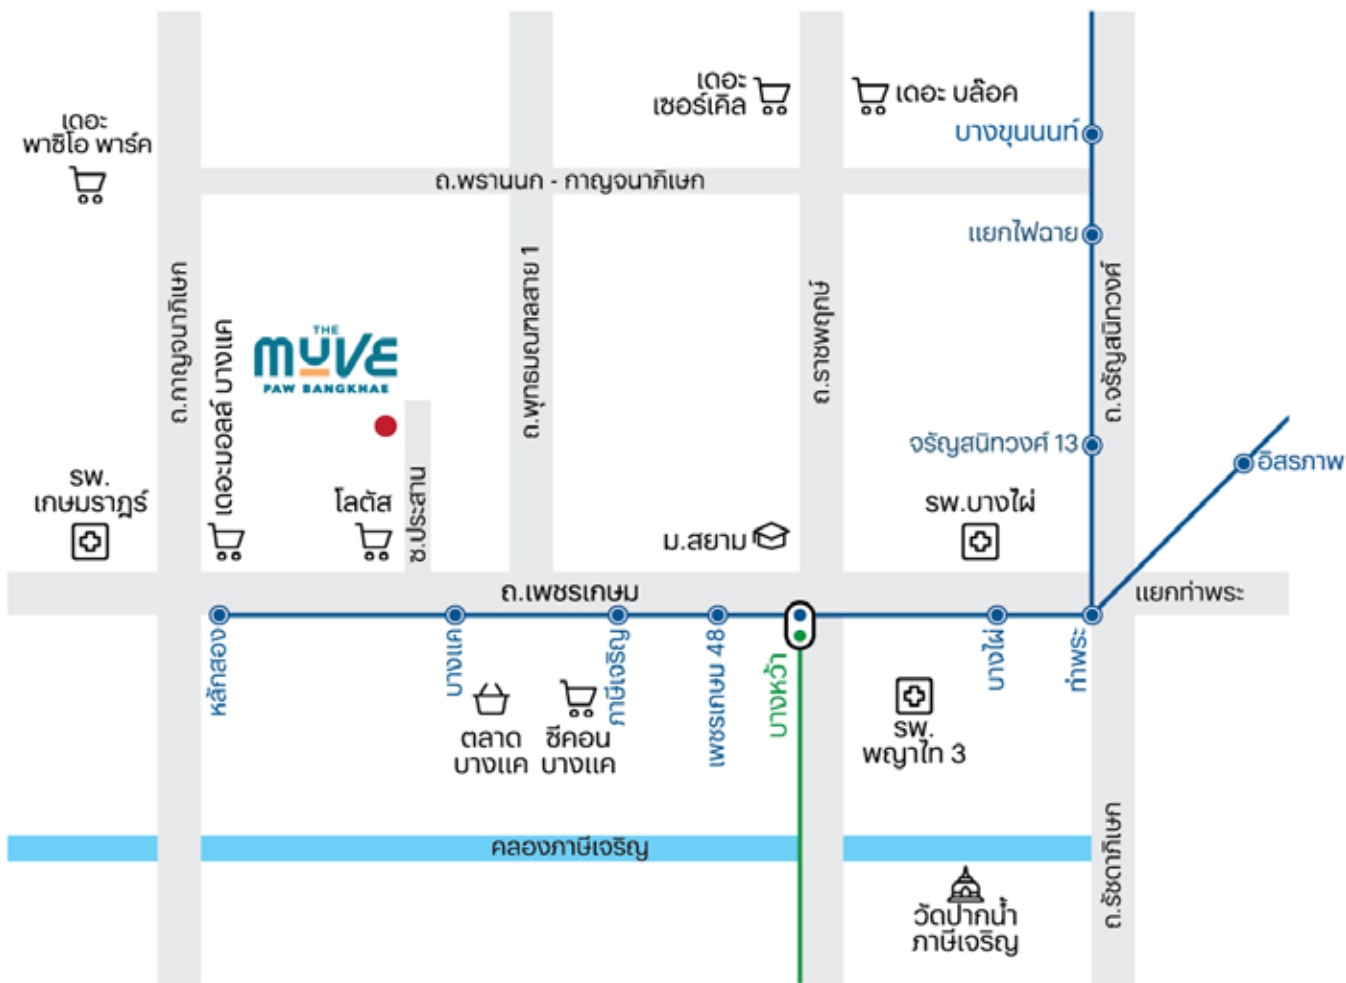 เดอะ
เซอร์เคิล
เดอะ บล๊อค
เดอะ
พาซิโอ พาร์ค
บางขุนนนท์
ถ.พรานนก - กาญจนาภิเษก
แยกไฟฉาย
ถ.กาญจนาภิเษก
ถ.พุทธมณฑลสาย 1
ถ.ราชพฤกษ์
ถ.จรัญสนิทวงศ์
THE
MUVE
PAW BANGKHAE
เดอะมอลล์ บางแค
จรัญสนิทวงศ์ 13
อิสรภาพ
รพ.
เกษมราฎร์
โลตัส
ซ.ประสาน
ม.สยาม
รพ.บางไผ่
ถ.เพชรเกษม
แยกท่าพระ
หลักสอง
บางแค
ภาษีเจริญ
เพชรเกษม 48
บางหว้า
บางไผ่
ท่าพระ
ตลาด
บางแค
ซีคอน
บางแค
รพ.
พญาไท 3
คลองภาษีเจริญ
ถ.รัชดาภิเษก
วัดปากน้ำ
ภาษีเจริญ